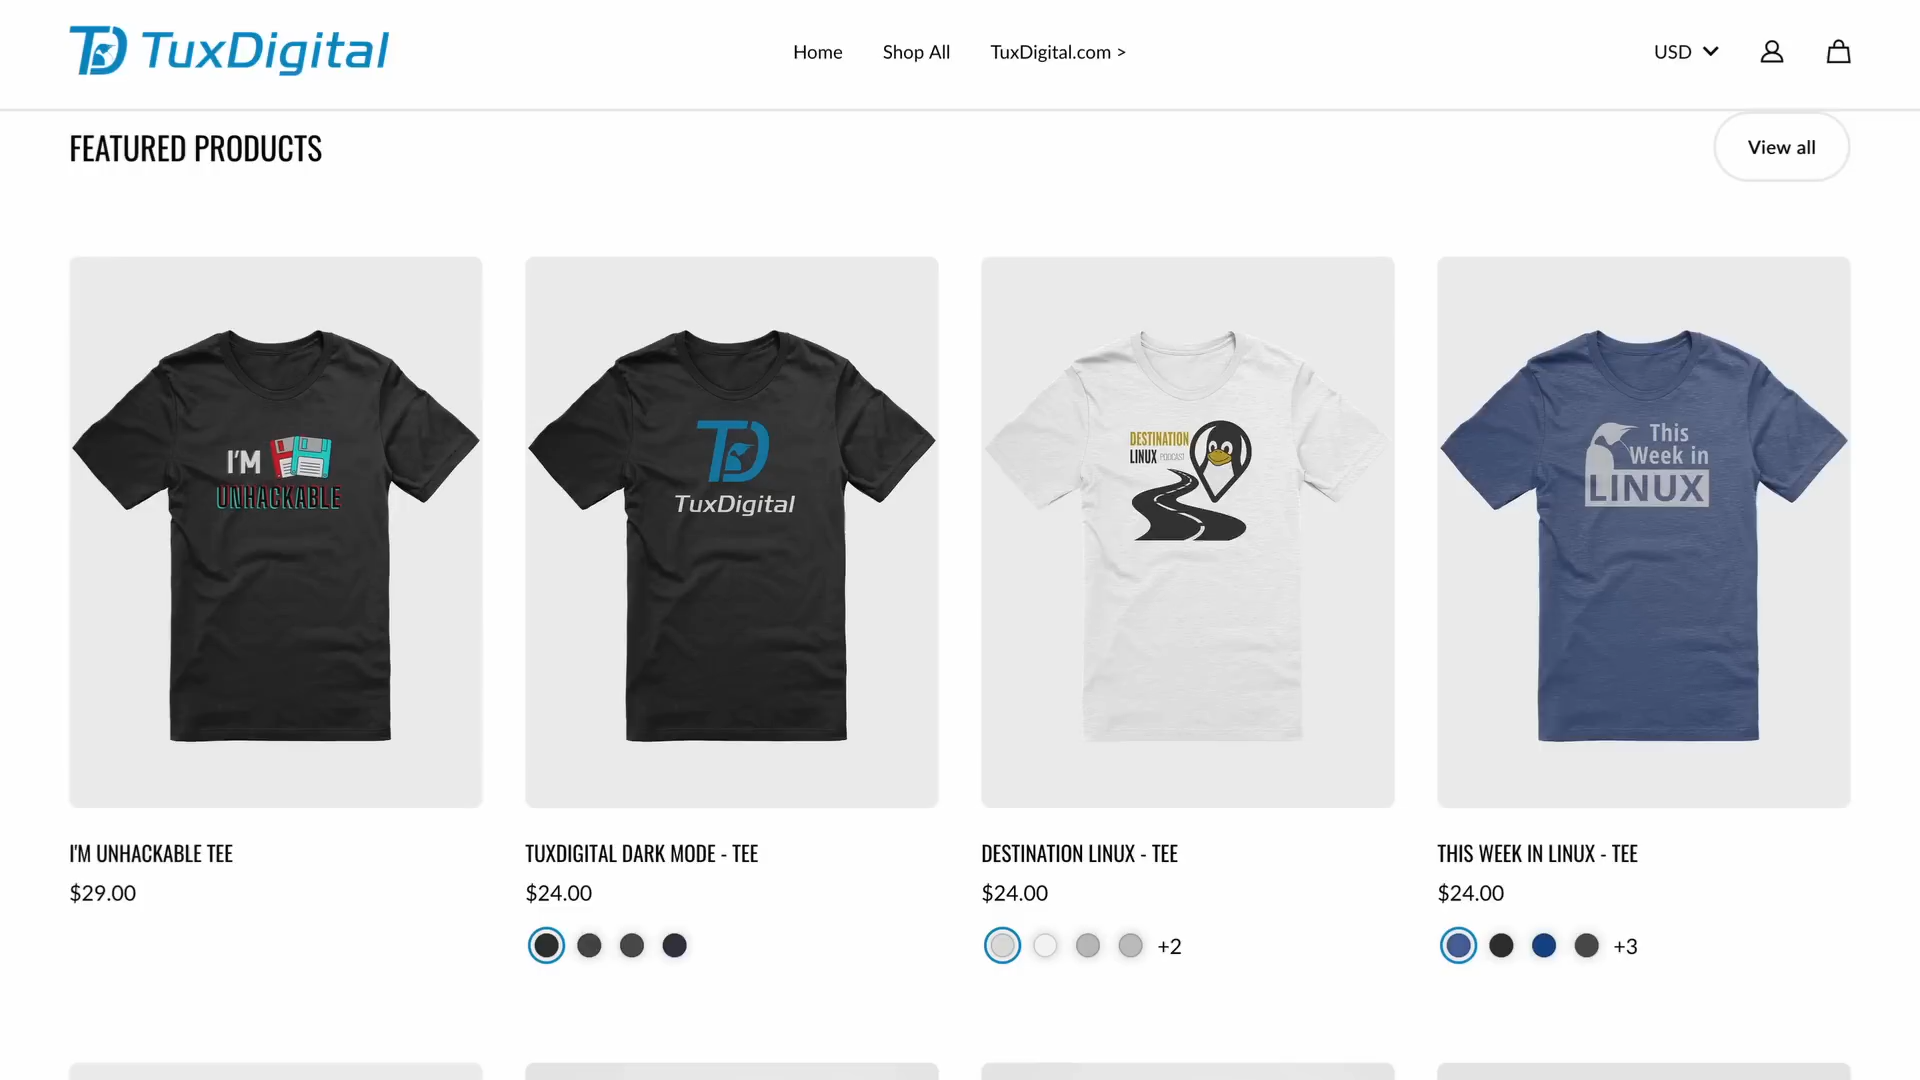 TuxDigital
Home
Shop All
TuxDigital.com >
USD
FEATURED PRODUCTS
View all
I'M
UNHACKABLE
TD
TuxDigital
DESTINATION
LINUX PODCAST
This
Week in
LINUX
I'M UNHACKABLE TEE
$29.00
TUXDIGITAL DARK MODE - TEE
$24.00
DESTINATION LINUX - TEE
$24.00
+2
THIS WEEK IN LINUX - TEE
$24.00
+3